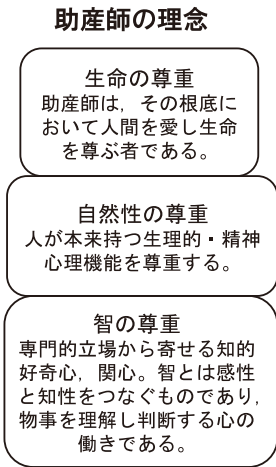 助産師の理念
生命の尊重
助産師は，その根底に
おいて人間を愛し生命
を尊ぶ者である。
自然性の尊重
人が本来持つ生理的・精神
心理機能を尊重する。
智の尊重
専門的立場から寄せる知的
好奇心，関心。智とは感性
と知性をつなぐものであり，
物事を理解し判断する心の
働きである。